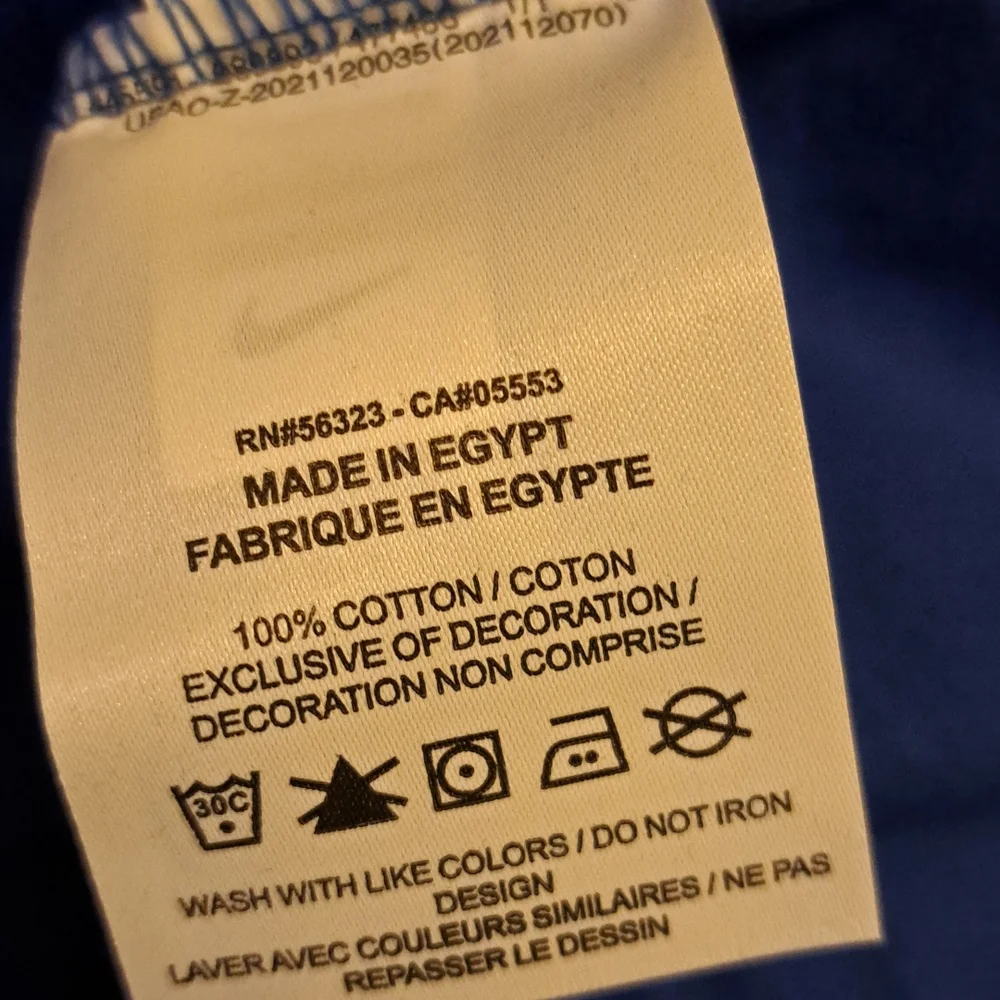 2021120035(202112070)
RN#56323 - CA#05553
MADE IN EGYPT
FABRIQUE EN EGYPTE
100% COTTON / COTON
EXCLUSIVE OF DECORATION /
DECORATION NON COMPRISE
30C
WASH WITH LIKE COLORS / DO NOT IRON
DESIGN
LAVER AVEC COULEURS SIMILAIRES / NE PAS
REPASSER LE DESSIN